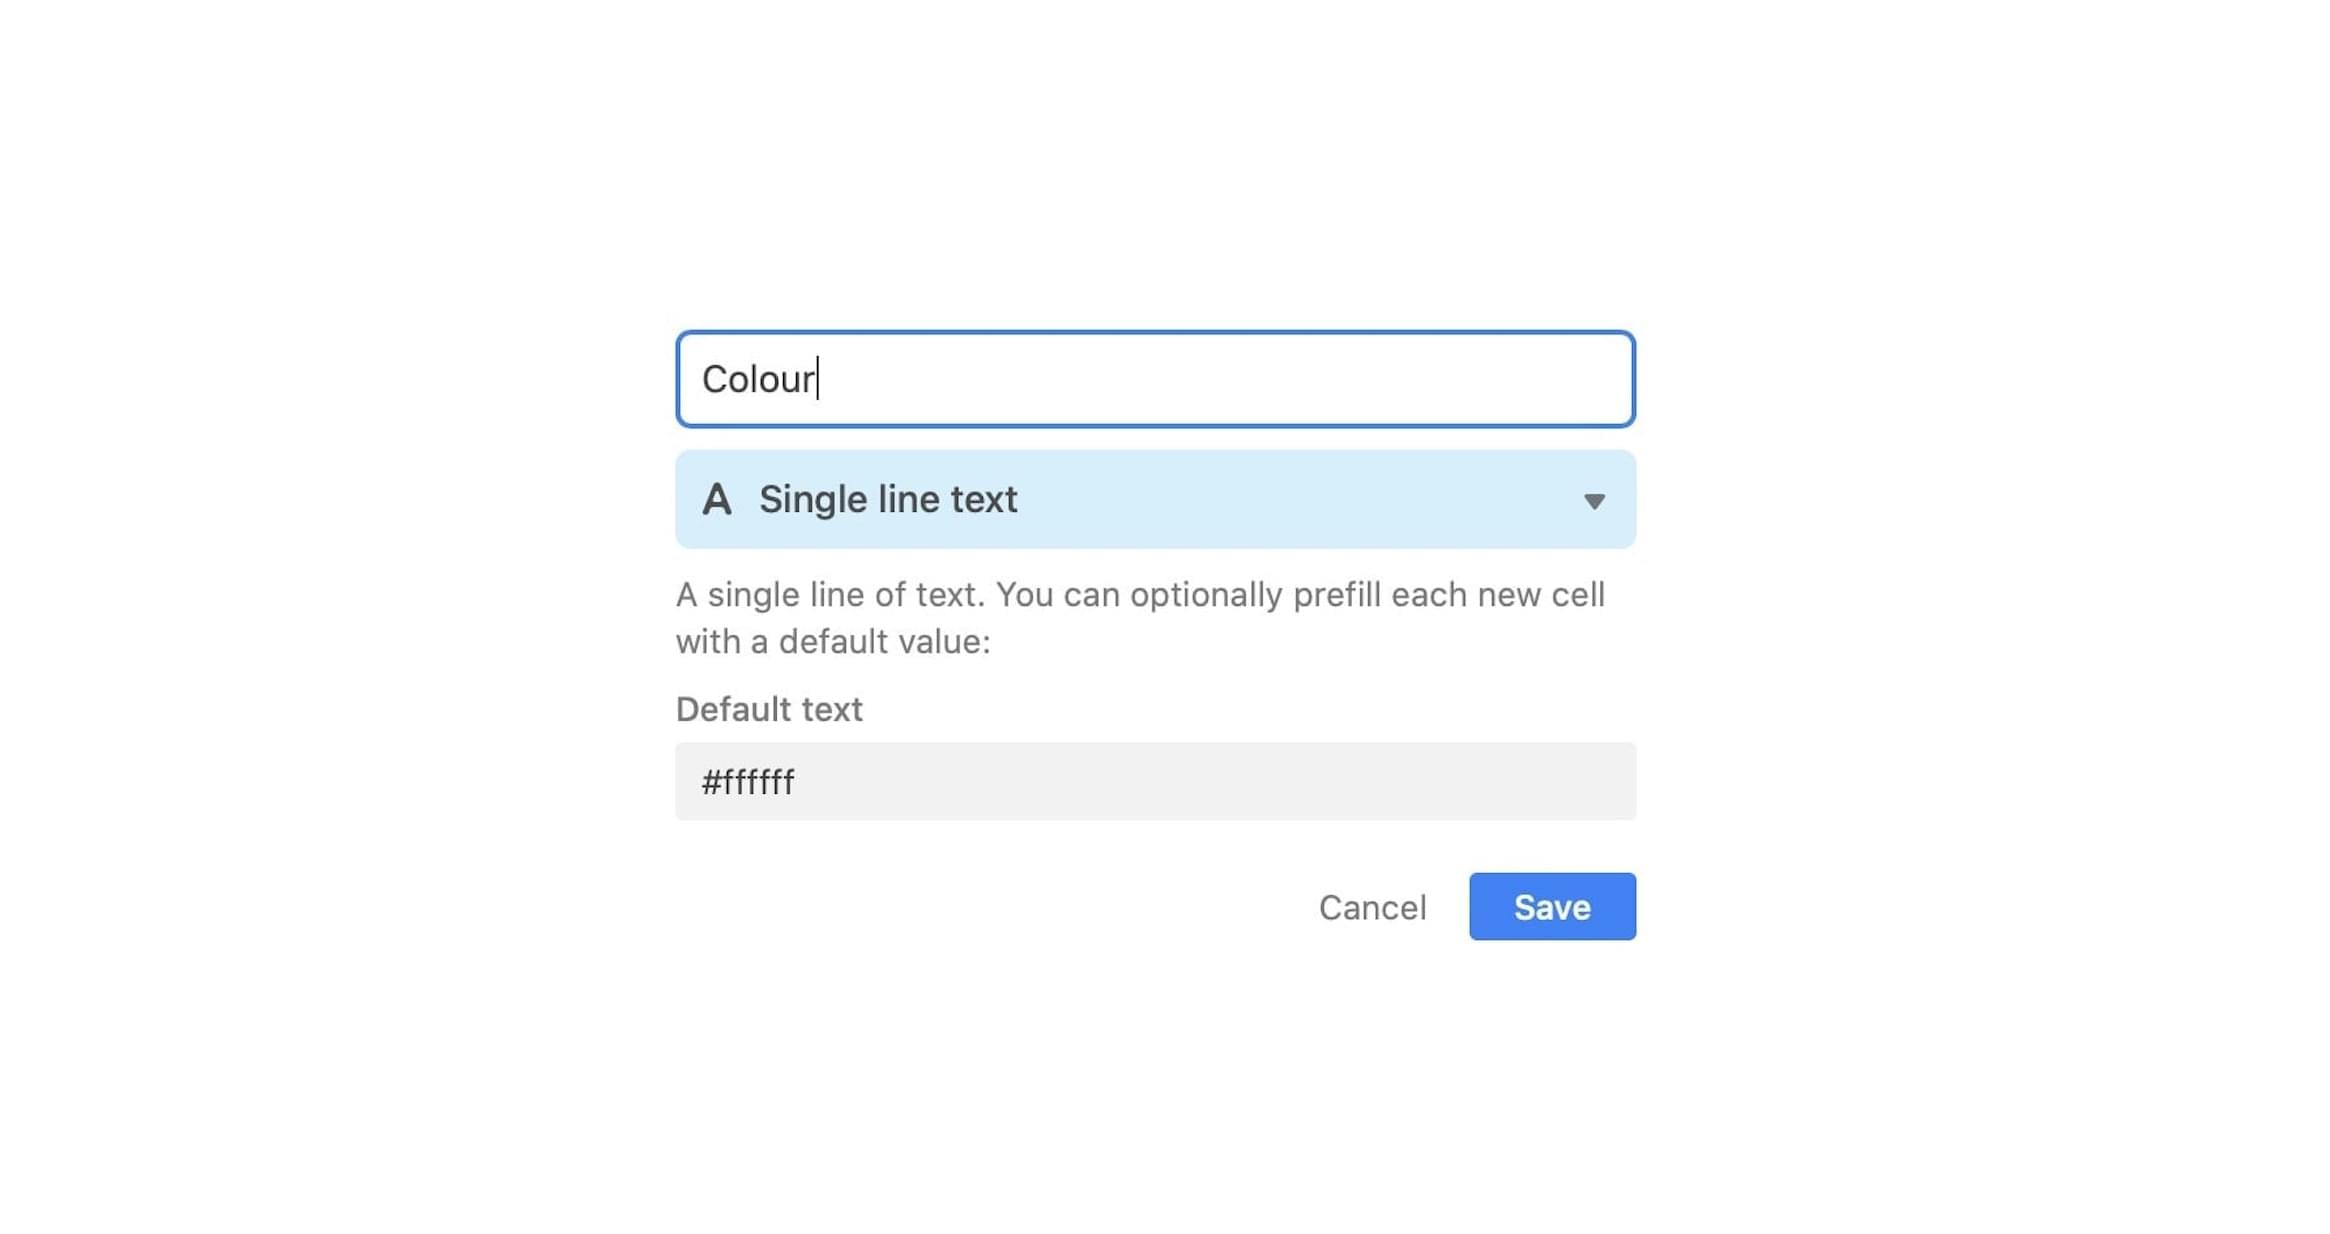 Colour
A Single line text
A single line of text. You can optionally prefill each new cell
with a default value:
Default text
#ffffff
Cancel Save